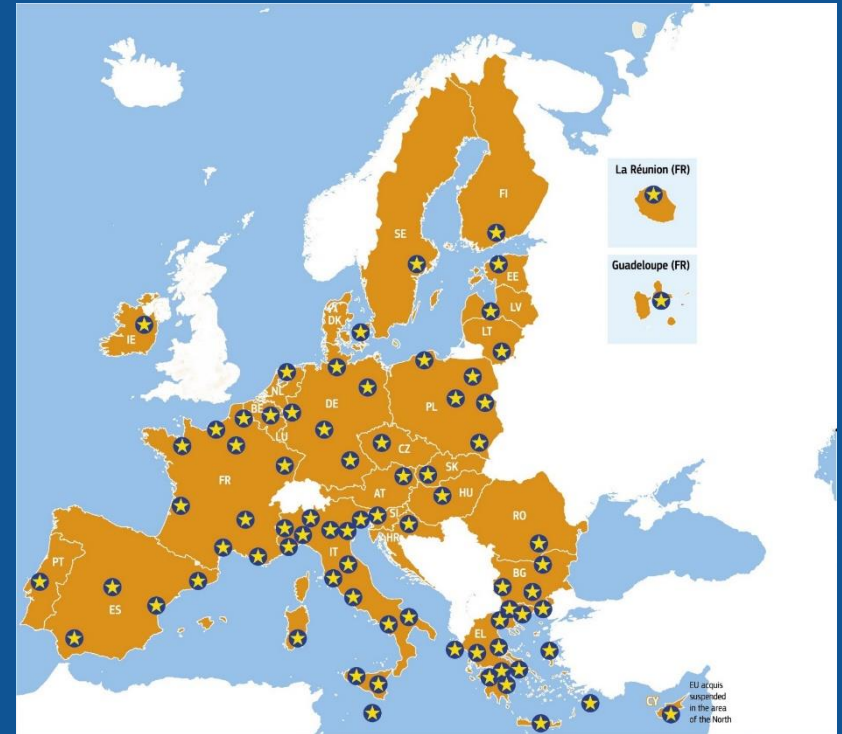 La Réunion (FR)
FI
SE
Guadeloupe (FR)
EE
LV
DK
LT
IE
NL
DE
PL
BE
LU
CZ
SK
FR
AT
HU
SI
RO
HR
PT
IT
BG
ES
EL
EU acquis
suspended
in the area
of the North
CY